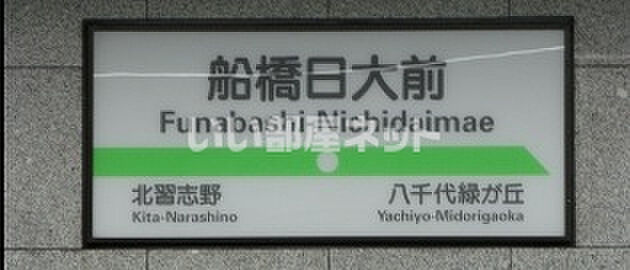 船橋日大前
Funabashi-Nichidaimae
いい部屋ネット
北習志野
Kita-Narashino
八千代緑が丘
Yachiyo-Midorigaoka